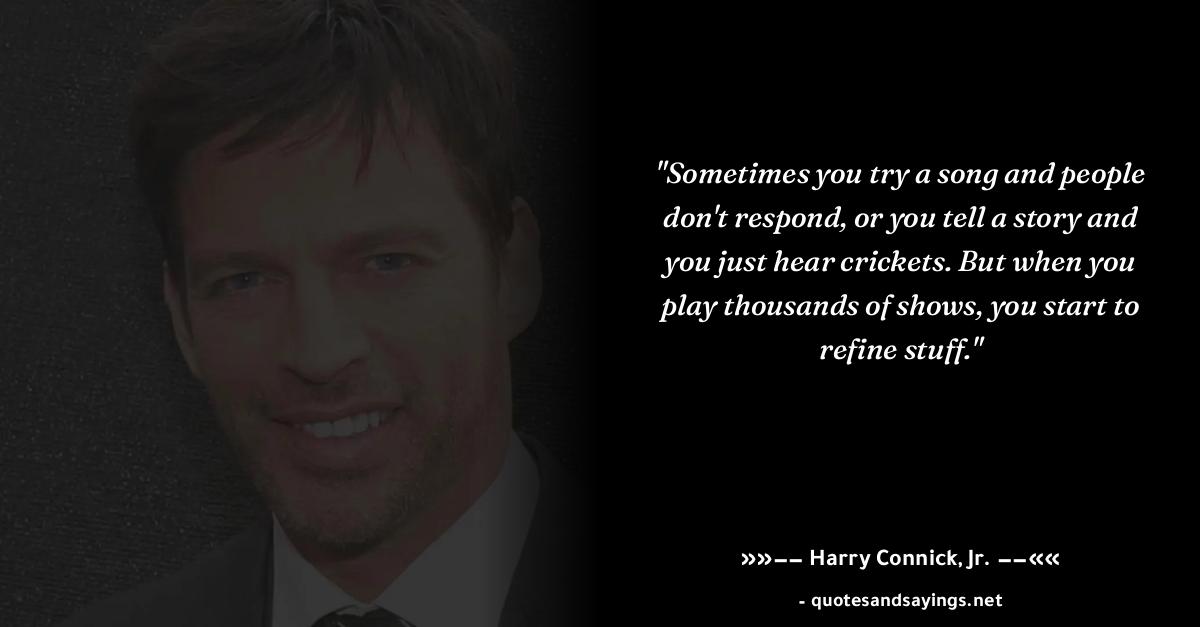 "Sometimes you try a song and people
don't respond, or you tell a story and
you just hear crickets. But when you
play thousands of shows, you start to
refine stuff."
»»–– Harry Connick, Jr. ––««
- quotesandsayings.net